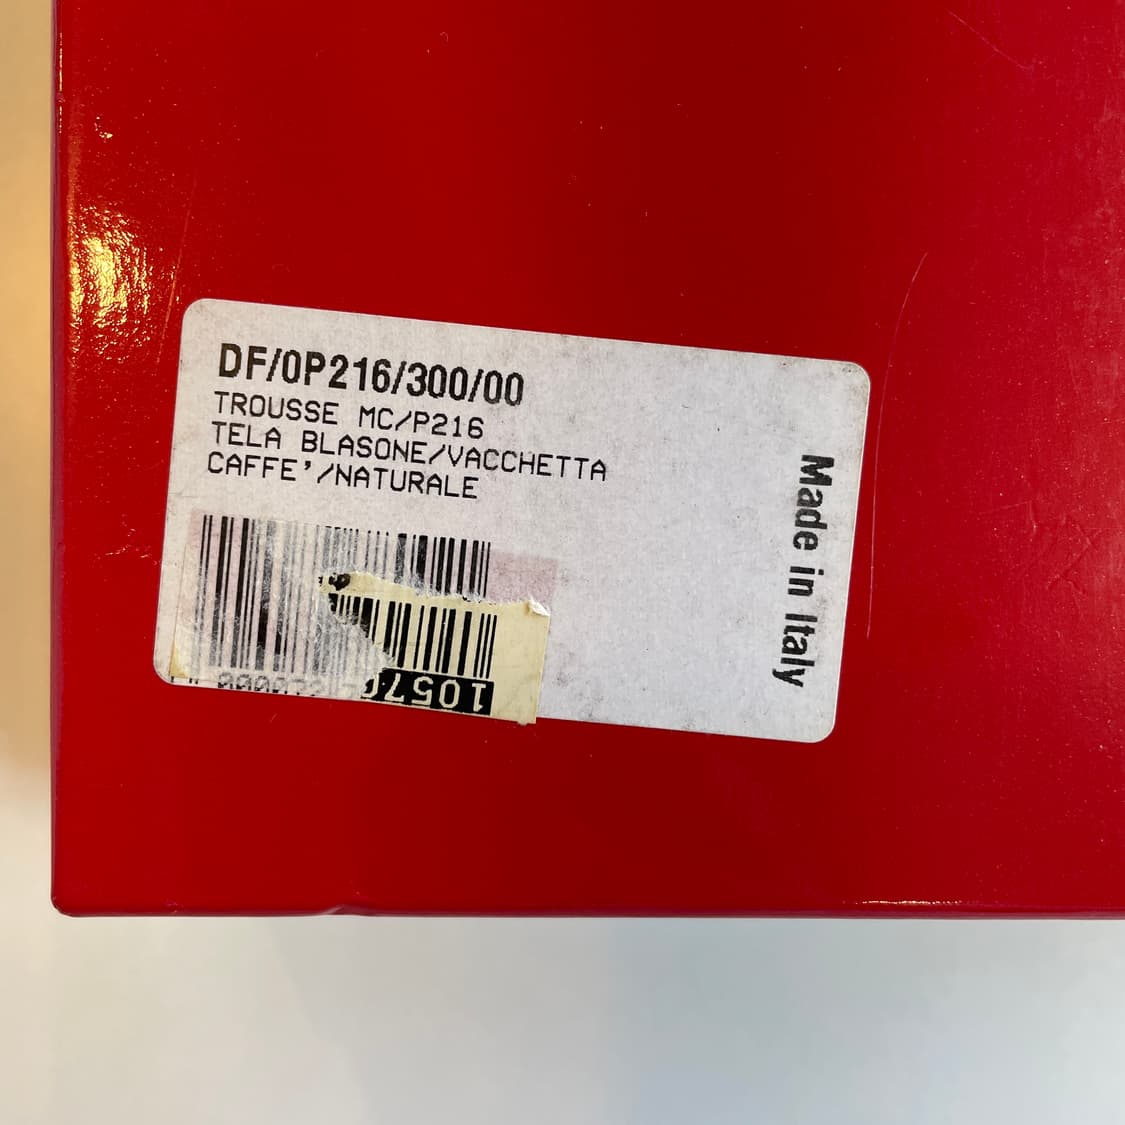 DF/0P216/300/00
TROUSSE MC/P216
TELA BLASONE/VACCHETTA
CAFFE'/NATURALE
Made in Italy